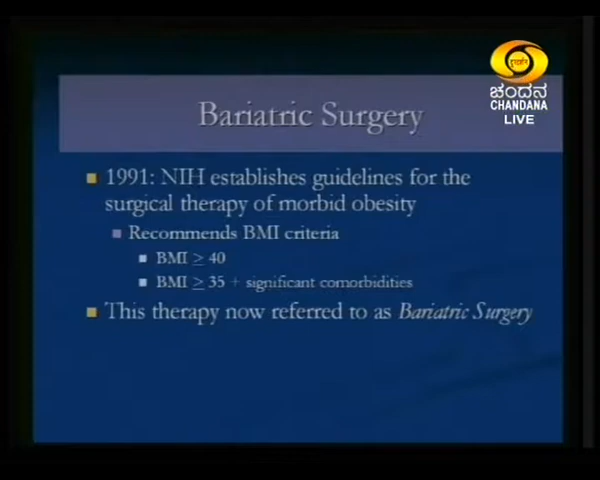 ಚಂದನ
CHANDANA
LIVE
Bariatric Surgery
1991: NIH establishes guidelines for the
surgical therapy of morbid obesity
Recommends BMI criteria
BMI ≥ 40
BMI ≥ 35 + significant comorbidities
This therapy now referred to as Bariatric Surgery